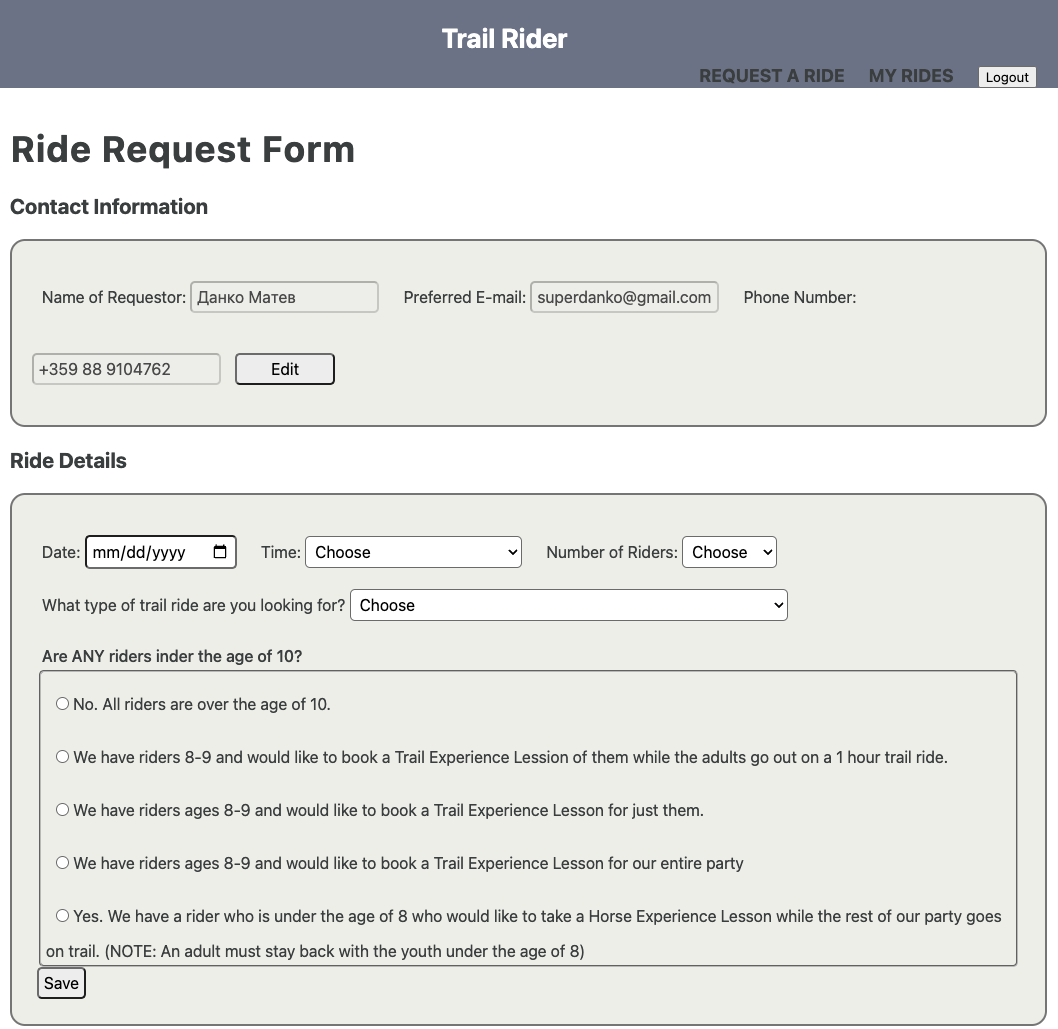 Trail Rider
REQUEST A RIDE MY RIDES Logout
Ride Request Form
Contact Information
Name of Requestor: Данко Матев Preferred E-mail: superdanko@gmail.com Phone Number:
+359 88 9104762 Edit
Ride Details
Date: mm/dd/yyyy Time: Choose Number of Riders: Choose
What type of trail ride are you looking for? Choose
Are ANY riders inder the age of 10?
No. All riders are over the age of 10.
We have riders 8-9 and would like to book a Trail Experience Lession of them while the adults go out on a 1 hour trail ride.
We have riders ages 8-9 and would like to book a Trail Experience Lesson for just them.
We have riders ages 8-9 and would like to book a Trail Experience Lesson for our entire party
Yes. We have a rider who is under the age of 8 who would like to take a Horse Experience Lesson while the rest of our party goes
on trail. (NOTE: An adult must stay back with the youth under the age of 8)
Save